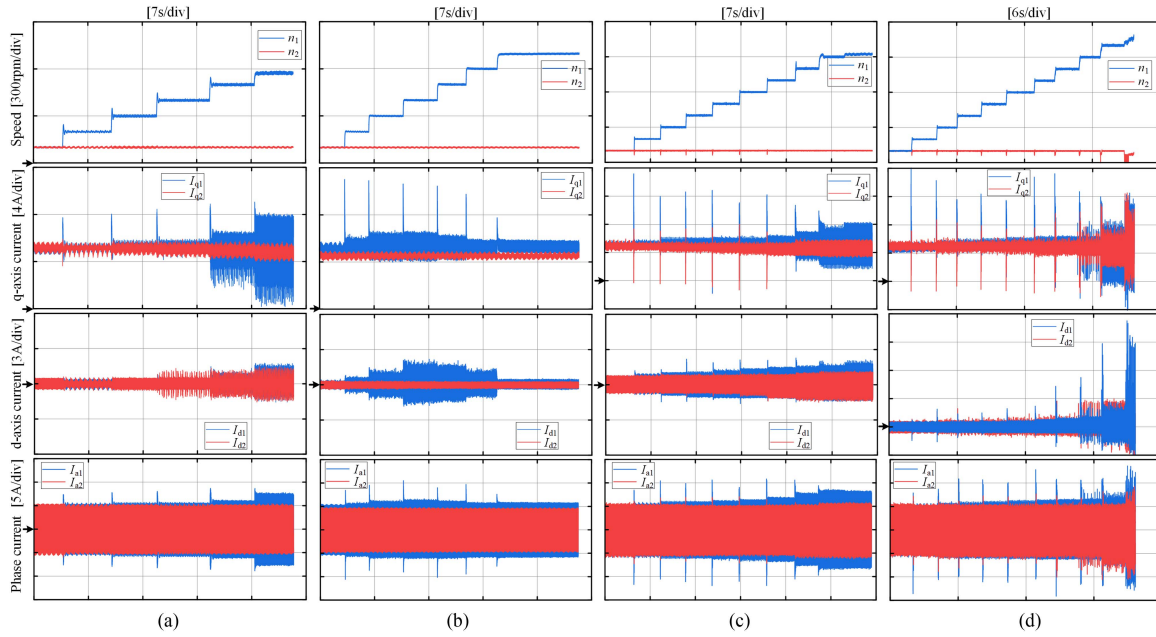 [7s/div]
[7s/div]
[7s/div]
[6s/div]
Speed [300rpm/div]
n1
n2
n1
n2
n1
n2
n1
n2
q-axis current [4A/div]
Iq1
Iq2
Iq1
Iq2
Iq1
Iq2
Iq1
Iq2
d-axis current [3A/div]
Id1
Id2
Id1
Id2
Id1
Id2
Id1
Id2
Phase current [5A/div]
Ia1
Ia2
Ia1
Ia2
Ia1
Ia2
Ia1
Ia2
(a)
(b)
(c)
(d)